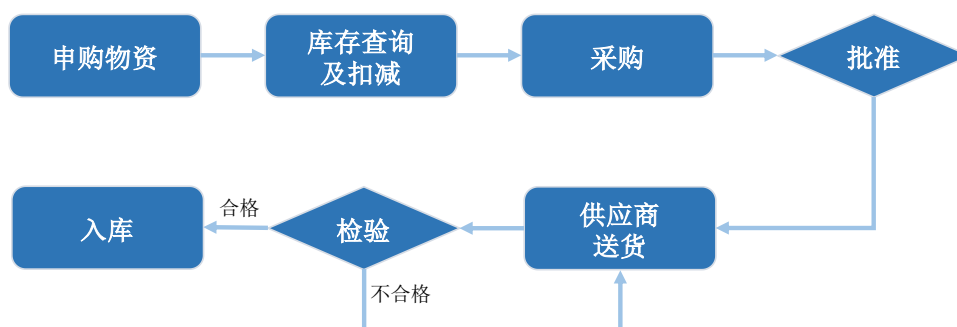 申购物资
库存查询
及扣减
采购
批准
入库
合格
检验
供应商
送货
不合格